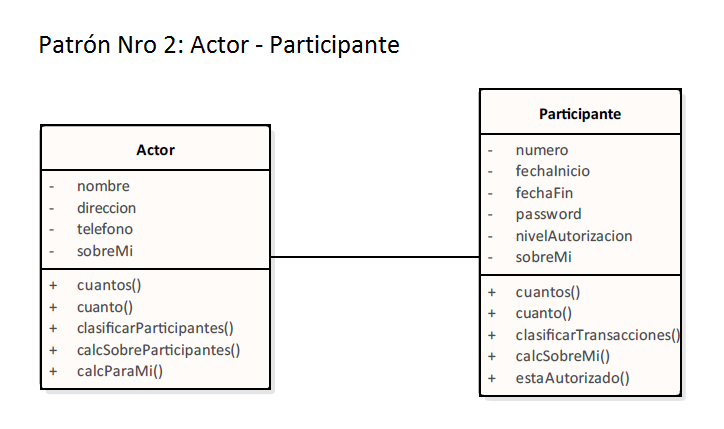 Patrón Nro 2: Actor - Participante
Actor
- nombre
- direccion
- telefono
- sobreMi
+ cuantos()
+ cuanto()
+ clasificarParticipantes()
+ calcSobreParticipantes()
+ calcParaMi()
Participante
- numero
- fechaInicio
- fechaFin
- password
- nivelAutorizacion
- sobreMi
+ cuantos()
+ cuanto()
+ clasificarTransacciones()
+ calcSobreMi()
+ estaAutorizado()